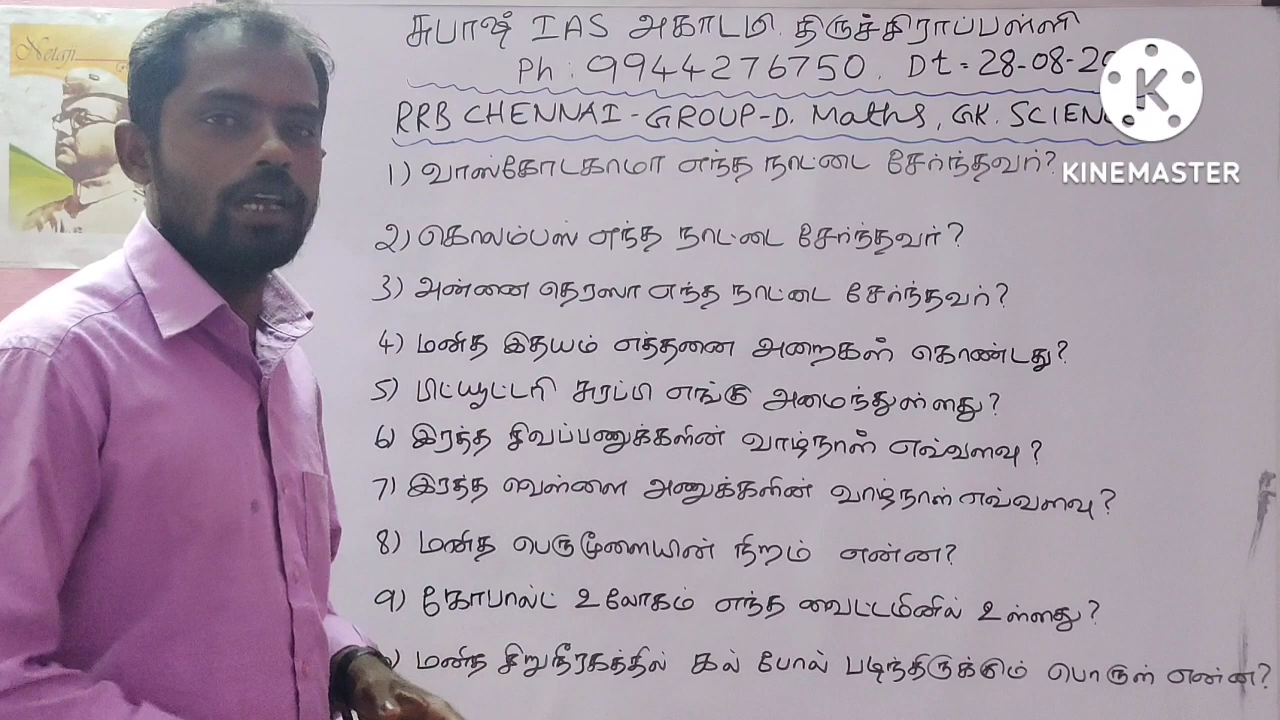 Netaji
சுபாஷ் IAS அகாடமி. திருச்சிராப்பள்ளி
Ph : 9944276750. Dt - 28-08-20
RRB CHENNAI - GROUP-D. Maths, GK. SCIEN
1) வாஸ்கோடகாமா எந்த நாட்டை சேர்ந்தவர்?
2) கொலம்பஸ் எந்த நாட்டை சேர்ந்தவர்?
3) அன்னை தெரஸா எந்த நாட்டை சேர்ந்தவர்?
4) மனித இதயம் எத்தனை அறைகள் கொண்டது?
5) பிட்யூட்டரி சுரப்பி எங்கு அமைந்துள்ளது?
6) இரத்த சிவப்பணுக்களின் வாழ்நாள் எவ்வளவு?
7) இரத்த வெள்ளை அணுக்களின் வாழ்நாள் எவ்வளவு?
8) மனித பெருமூளையின் நிறம் என்ன?
9) கோபால்ட் உலோகம் எந்த வைட்டமினில் உள்ளது?
) மனித சிறுநீரகத்தில் கல் போல் படிந்திருக்கும் பொருள் என்ன?
K
KINEMASTER